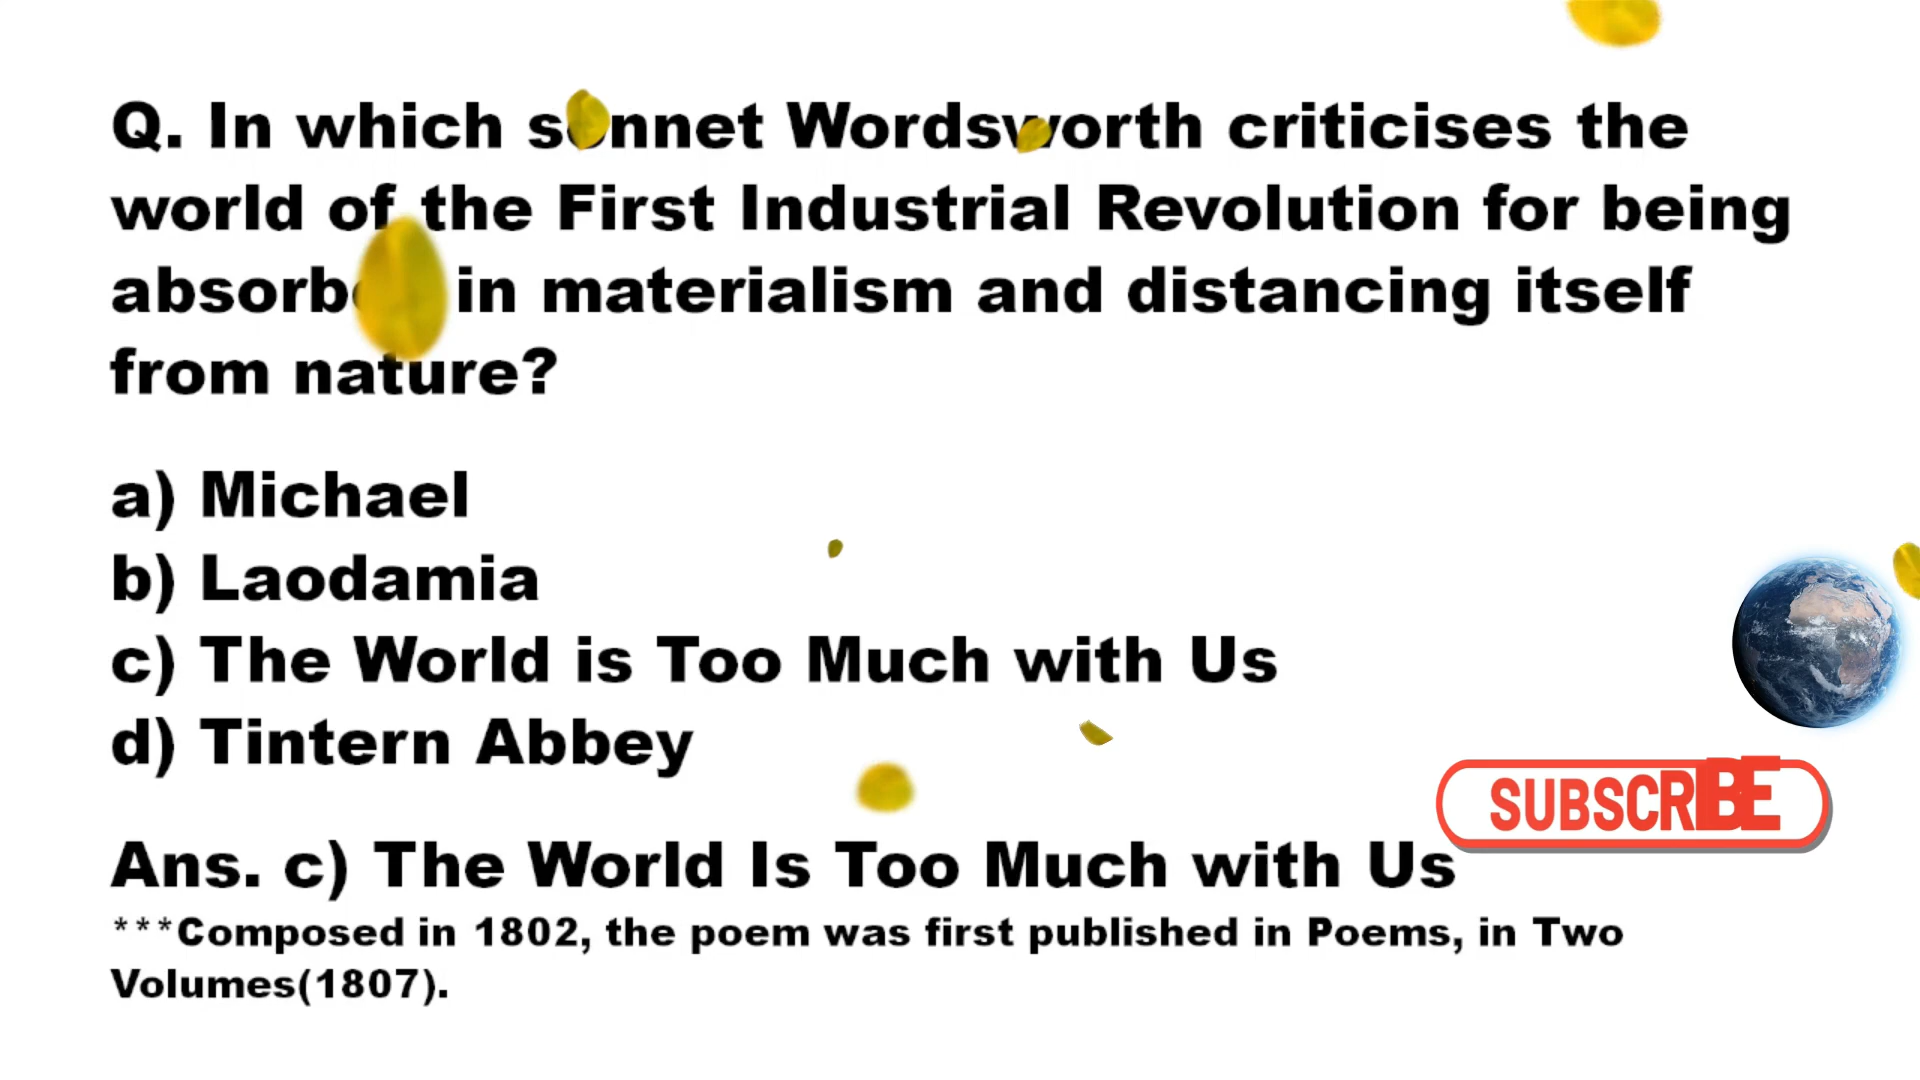 Q. In which sonnet Wordsworth criticises the
world of the First Industrial Revolution for being
absorbed in materialism and distancing itself
from nature?
a) Michael
b) Laodamia
c) The World is Too Much with Us
d) Tintern Abbey
SUBSCRIBE
Ans. c) The World Is Too Much with Us
***Composed in 1802, the poem was first published in Poems, in Two
Volumes(1807).